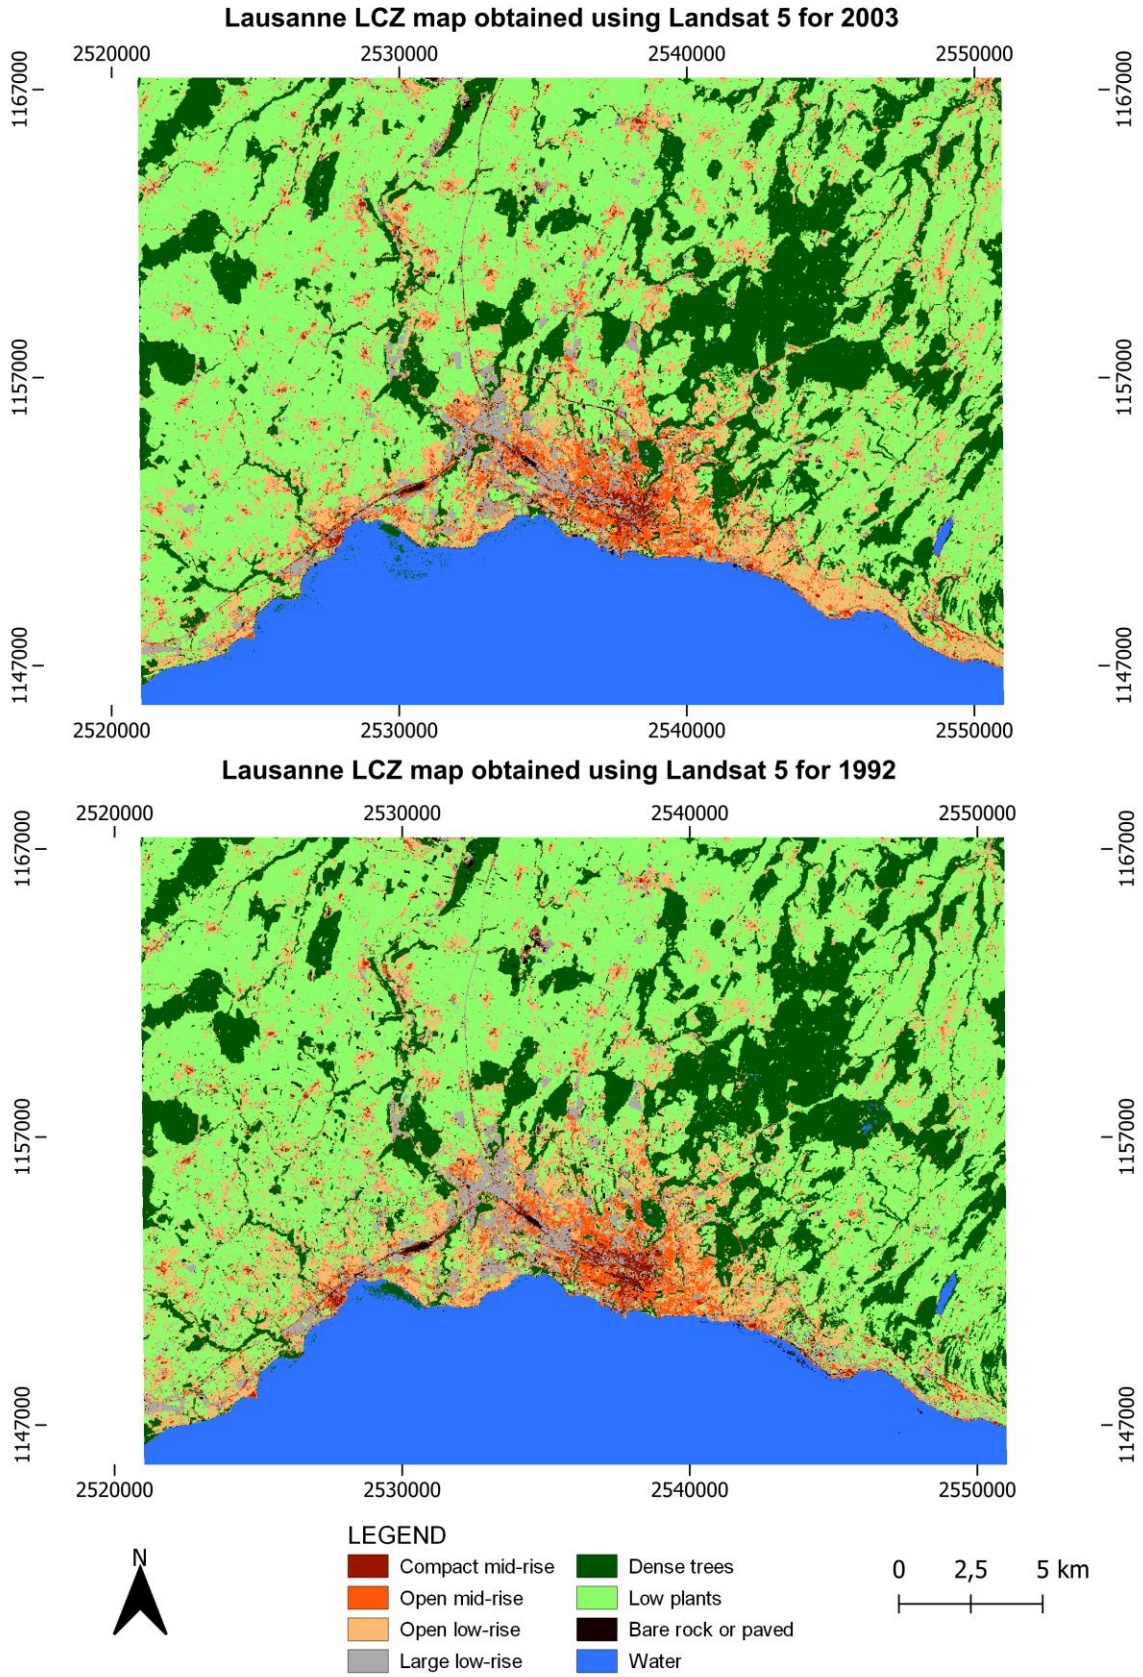 Lausanne LCZ map obtained using Landsat 5 for 2003
2520000 2530000 2540000 2550000
1167000 1167000
1157000 1157000
1147000 1147000
2520000 2530000 2540000 2550000
Lausanne LCZ map obtained using Landsat 5 for 1992
2520000 2530000 2540000 2550000
1167000 1167000
1157000 1157000
1147000 1147000
2520000 2530000 2540000 2550000
N
LEGEND
Compact mid-rise
Open mid-rise
Open low-rise
Large low-rise
Dense trees
Low plants
Bare rock or paved
Water
0 2,5 5 km